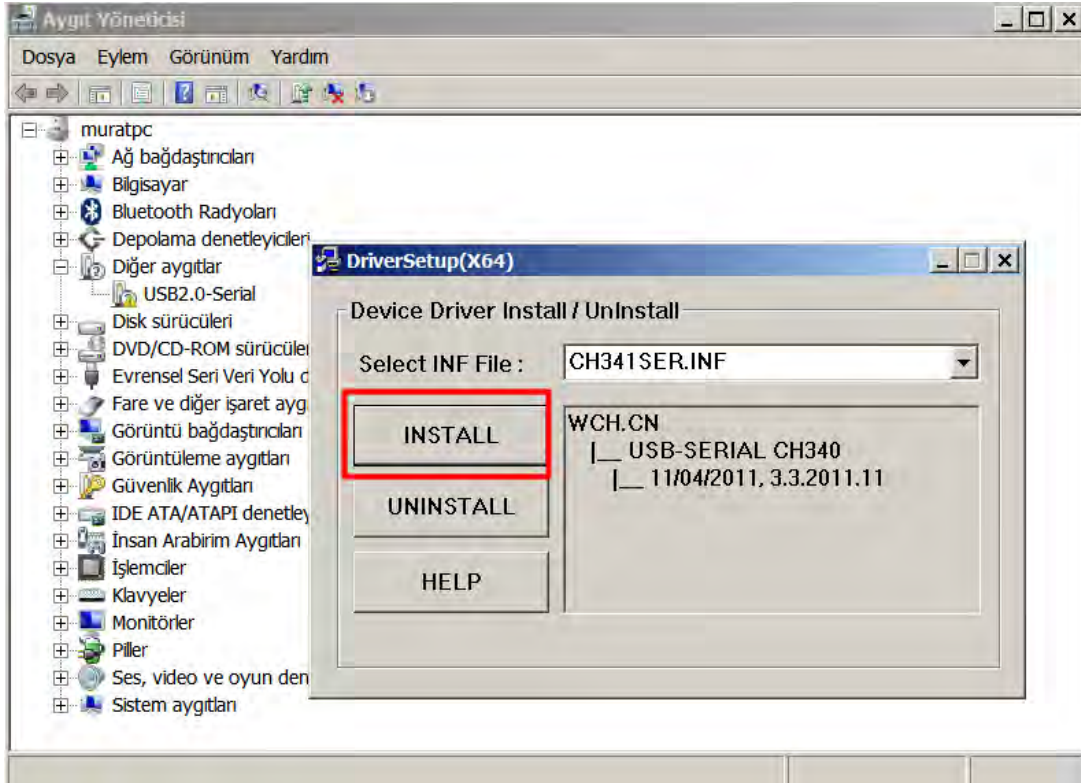 Aygıt Yöneticisi
Dosya Eylem Görünüm Yardım
muratpc
Ağ bağdaştırıcıları
Bilgisayar
Bluetooth Radyoları
Depolama denetleyicileri
Diğer aygıtlar
USB2.0-Serial
Disk sürücüleri
DVD/CD-ROM sürücüler
Evrensel Seri Veri Yolu d
Fare ve diğer işaret ayg
Görüntü bağdaştırıcıları
Görüntüleme aygıtları
Güvenlik Aygıtları
IDE ATA/ATAPI denetley
İnsan Arabirim Aygıtları
İşlemciler
Klavyeler
Monitörler
Piller
Ses, video ve oyun den
Sistem aygıtları
DriverSetup(X64)
Device Driver Install / UnInstall
Select INF File : CH341SER.INF
INSTALL
UNINSTALL
HELP
WCH.CN
|__ USB-SERIAL CH340
|__ 11/04/2011, 3.3.2011.11